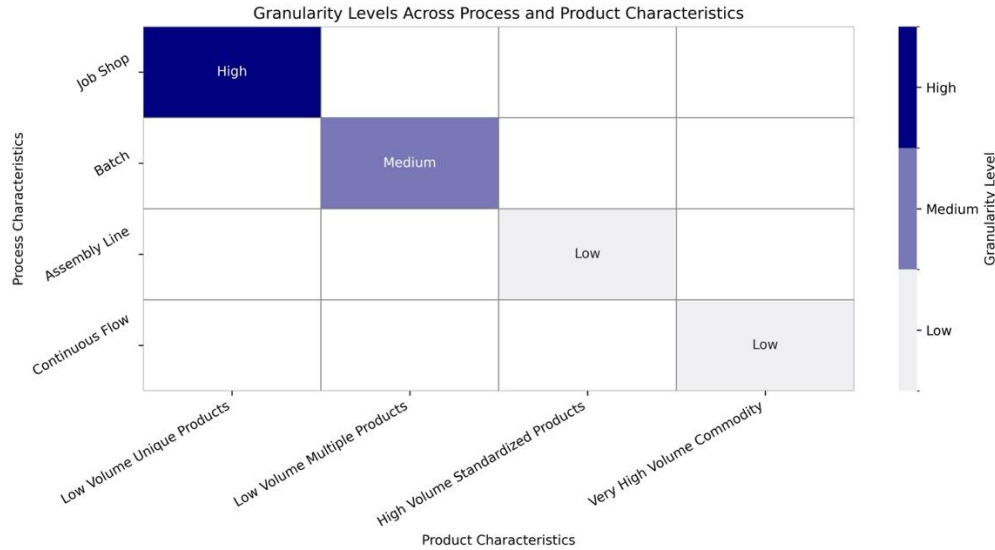 Granularity Levels Across Process and Product Characteristics
Process Characteristics
Job Shop
Batch
Assembly Line
Continuous Flow
High
Medium
Low
Low
Low Volume Unique Products
Low Volume Multiple Products
High Volume Standardized Products
Very High Volume Commodity
Product Characteristics
High
Medium
Low
Granularity Level